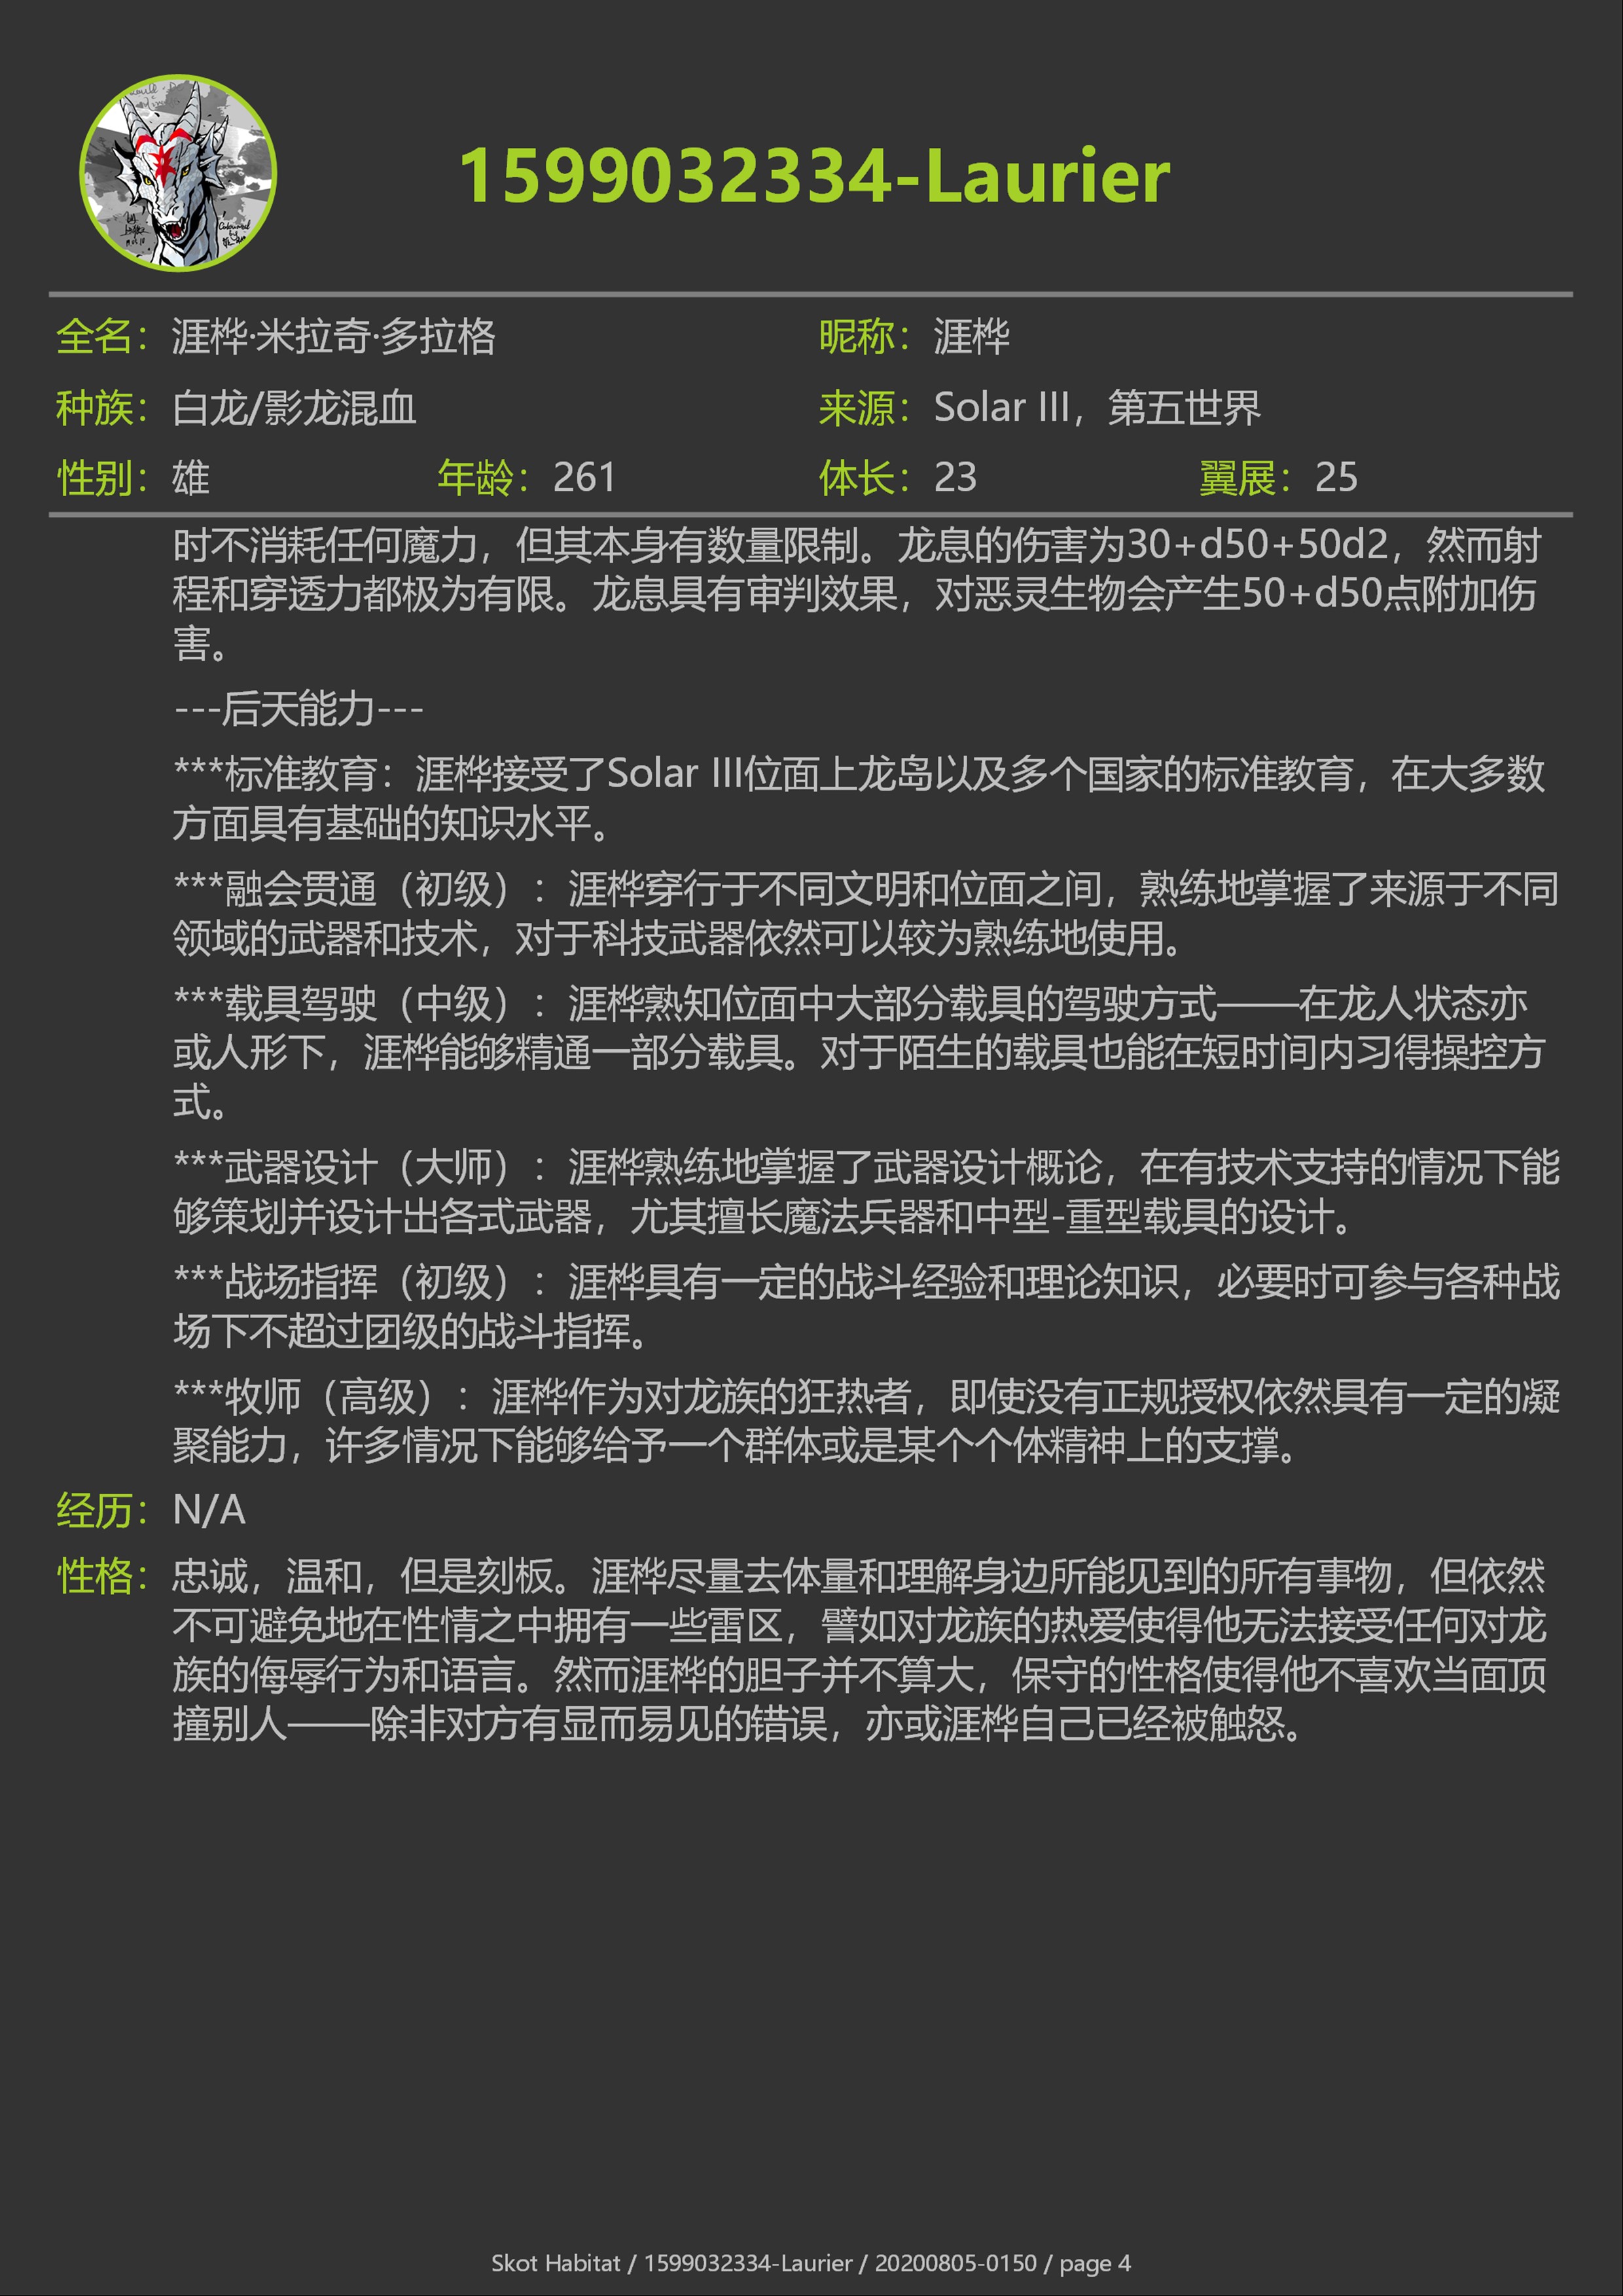 1599032334-Laurier
全名：涯桦·米拉奇·多拉格 昵称：涯桦
种族：白龙/影龙混血 来源：Solar III，第五世界
性别：雄 年龄：261 体长：23 翼展：25
时不消耗任何魔力，但其本身有数量限制。龙息的伤害为30+d50+50d2，然而射
程和穿透力都极为有限。龙息具有审判效果，对恶灵生物会产生50+d50点附加伤
害。
---后天能力---
***标准教育：涯桦接受了Solar III位面上龙岛以及多个国家的标准教育，在大多数
方面具有基础的知识水平。
***融会贯通（初级）：涯桦穿行于不同文明和位面之间，熟练地掌握了来源于不同
领域的武器和技术，对于科技武器依然可以较为熟练地使用。
***载具驾驶（中级）：涯桦熟知位面中大部分载具的驾驶方式——在龙人状态亦
或人形下，涯桦能够精通一部分载具。对于陌生的载具也能在短时间内习得操控方
式。
***武器设计（大师）：涯桦熟练地掌握了武器设计概论，在有技术支持的情况下能
够策划并设计出各式武器，尤其擅长魔法兵器和中型-重型载具的设计。
***战场指挥（初级）：涯桦具有一定的战斗经验和理论知识，必要时可参与各种战
场下不超过团级的战斗指挥。
***牧师（高级）：涯桦作为对龙族的狂热者，即使没有正规授权依然具有一定的凝
聚能力，许多情况下能够给予一个群体或是某个个体精神上的支撑。
经历：N/A
性格：忠诚，温和，但是刻板。涯桦尽量去体量和理解身边所能见到的所有事物，但依然
不可避免地在性情之中拥有一些雷区，譬如对龙族的热爱使得他无法接受任何对龙
族的侮辱行为和语言。然而涯桦的胆子并不算大，保守的性格使得他不喜欢当面顶
撞别人——除非对方有显而易见的错误，亦或涯桦自己已经被触怒。
Skot Habitat / 1599032334-Laurier / 20200805-0150 / page 4